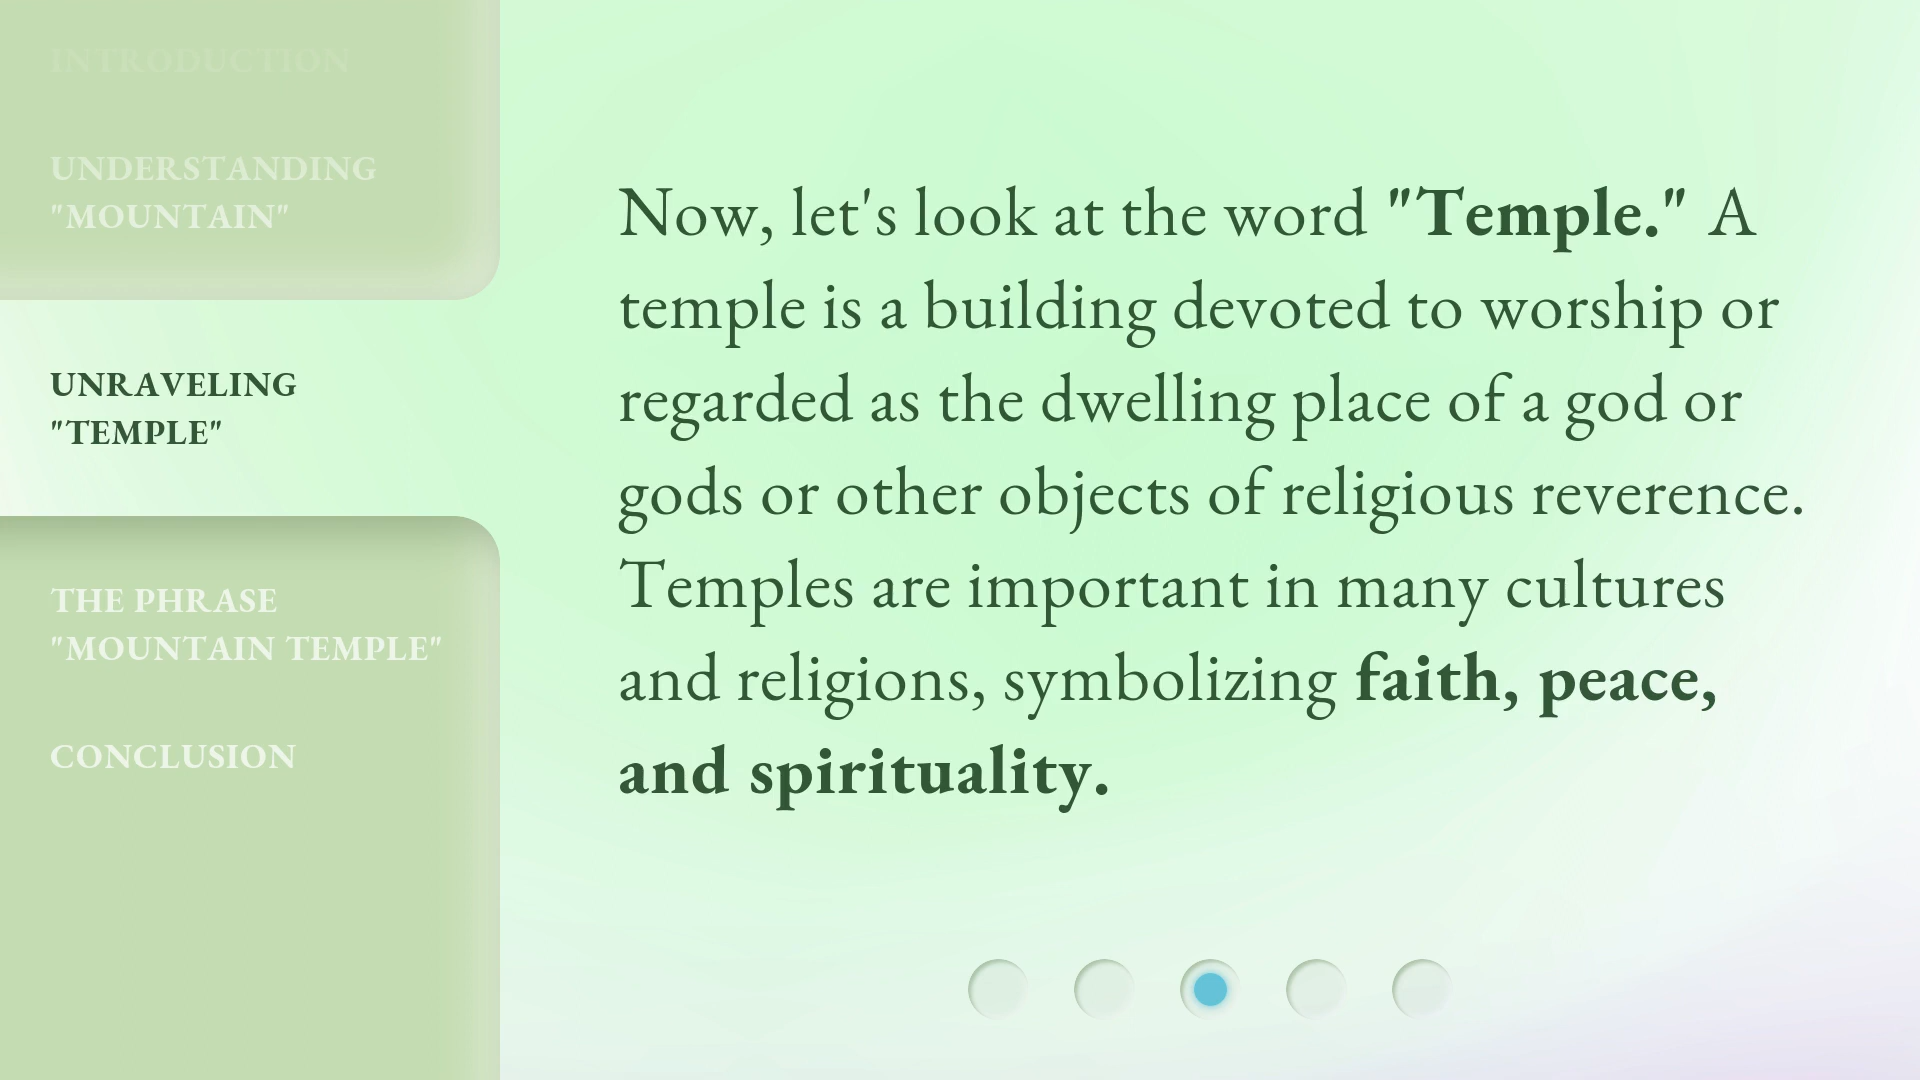 INTRODUCTION
UNDERSTANDING
"MOUNTAIN"
UNRAVELING
"TEMPLE"
THE PHRASE
"MOUNTAIN TEMPLE"
CONCLUSION
Now, let's look at the word "Temple." A
temple is a building devoted to worship or
regarded as the dwelling place of a god or
gods or other objects of religious reverence.
Temples are important in many cultures
and religions, symbolizing faith, peace,
and spirituality.